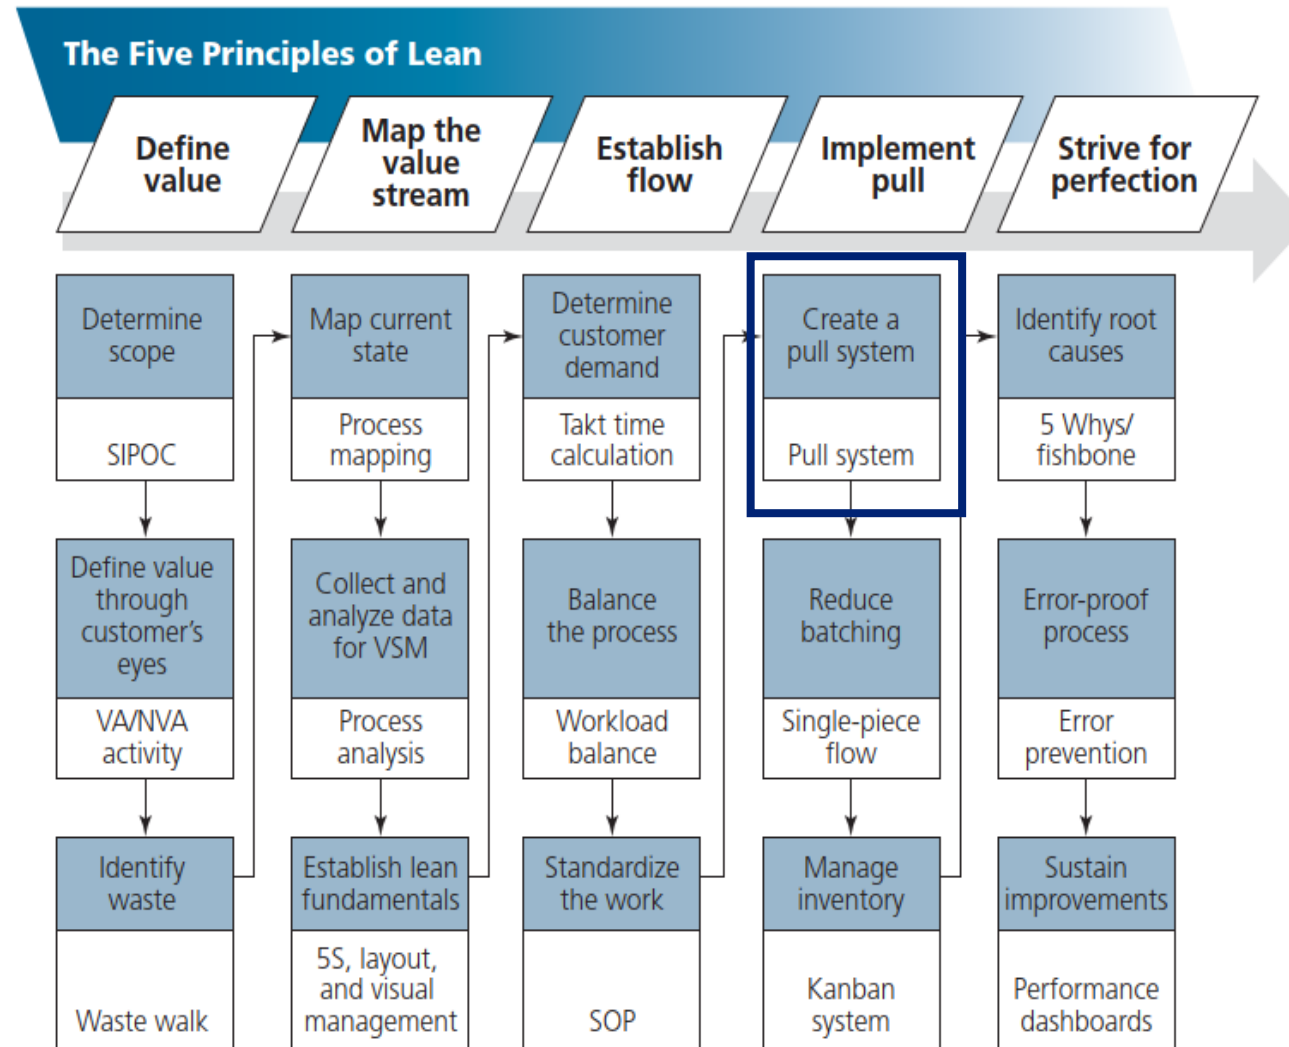 The Five Principles of Lean
Define
value
Map the
value
stream
Establish
flow
Implement
pull
Strive for
perfection
Determine
scope
SIPOC
Define value
through
customer's
eyes
VA/NVA
activity
Identify
waste
Waste walk
Map current
state
Process
mapping
Collect and
analyze data
for VSM
Process
analysis
Establish lean
fundamentals
5S, layout,
and visual
management
Determine
customer
demand
Takt time
calculation
Balance
the process
Workload
balance
Standardize
the work
SOP
Create a
pull system
Pull system
Reduce
batching
Single-piece
flow
Manage
inventory
Kanban
system
Identify root
causes
5 Whys/
fishbone
Error-proof
process
Error
prevention
Sustain
improvements
Performance
dashboards